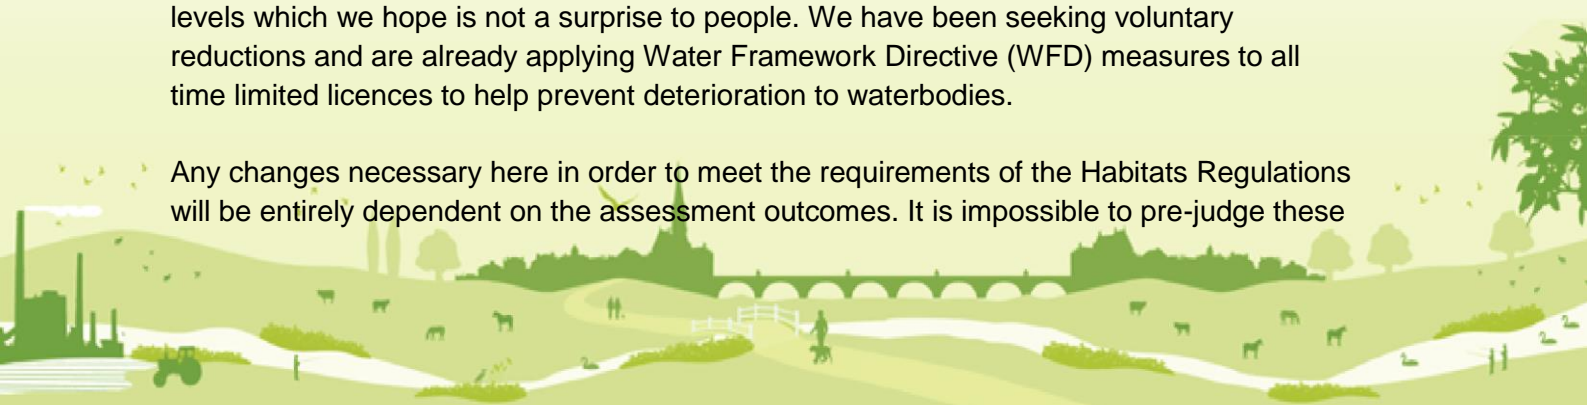 levels which we hope is not a surprise to people. We have been seeking voluntary
reductions and are already applying Water Framework Directive (WFD) measures to all
time limited licences to help prevent deterioration to waterbodies.
Any changes necessary here in order to meet the requirements of the Habitats Regulations
will be entirely dependent on the assessment outcomes. It is impossible to pre-judge these